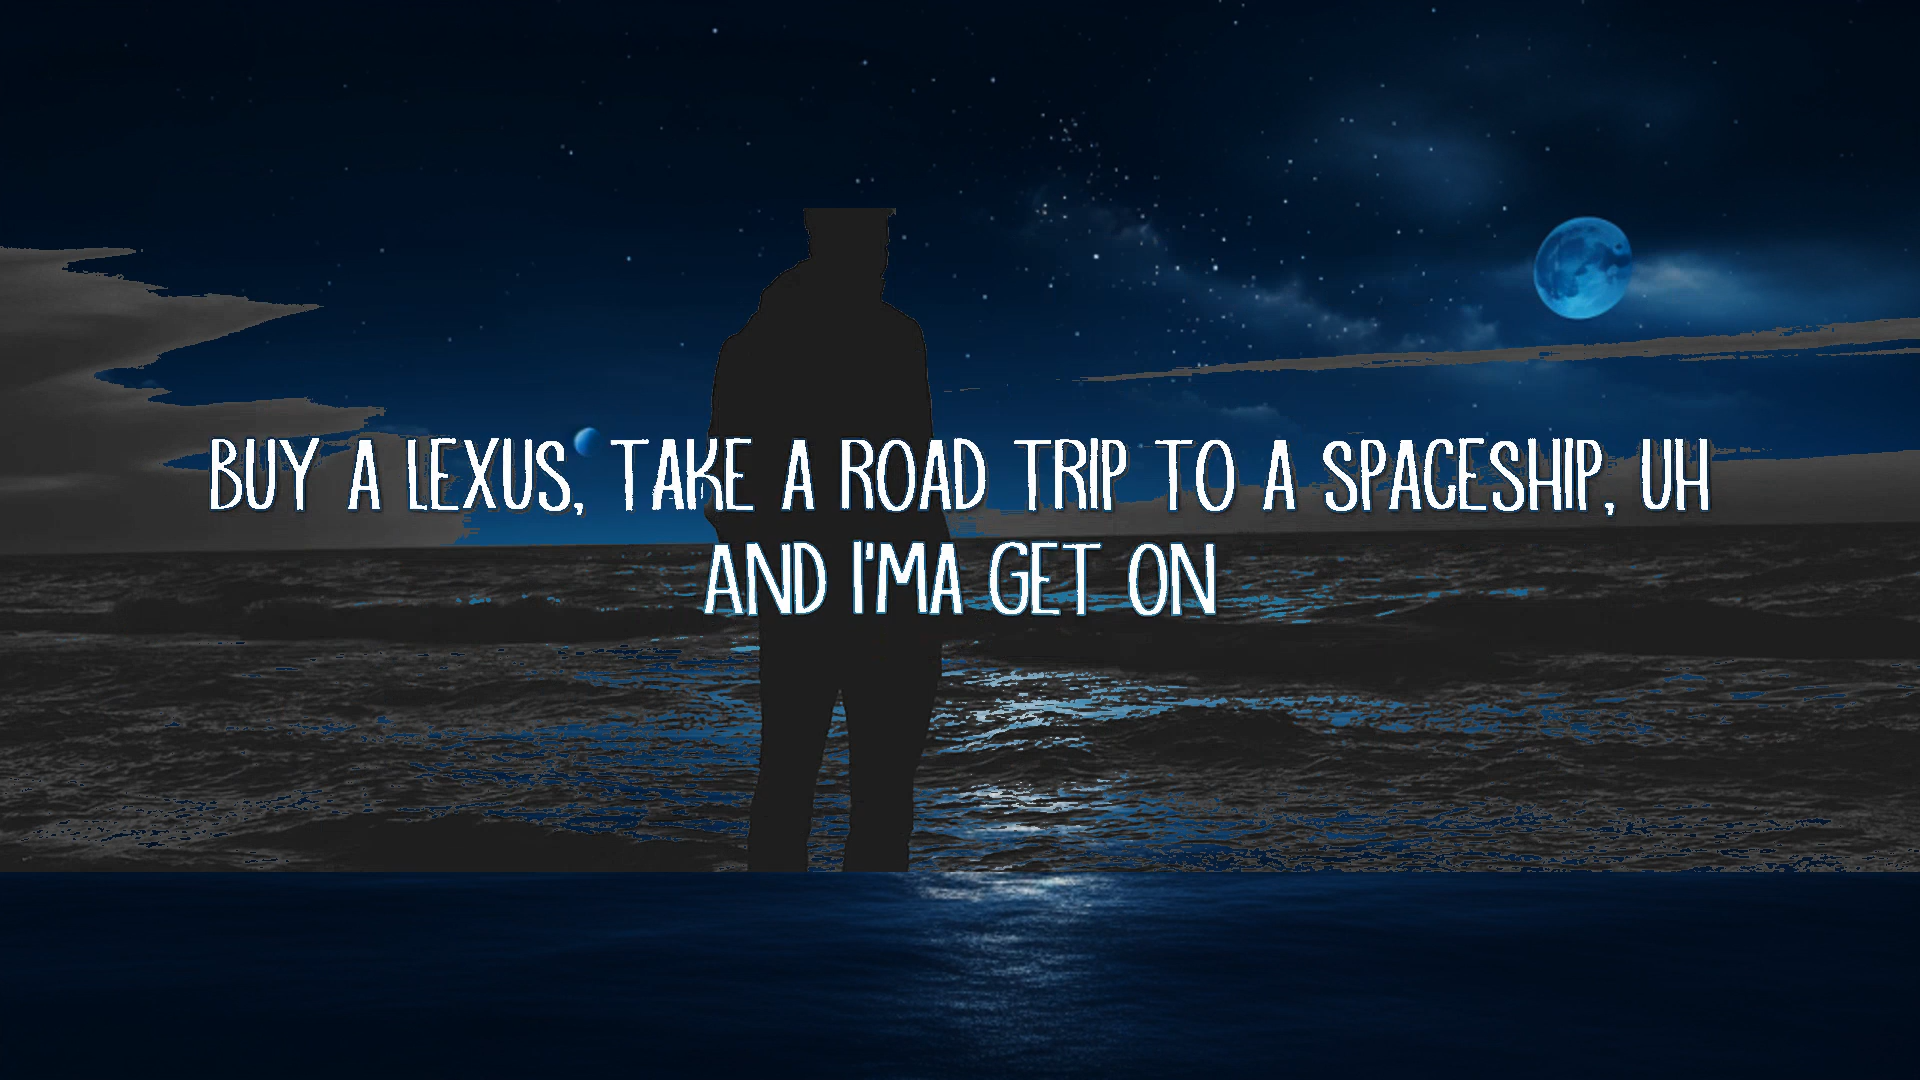 BUY A LEXUS, TAKE A ROAD TRIP TO A SPACESHIP, UH
AND I'MA GET ON